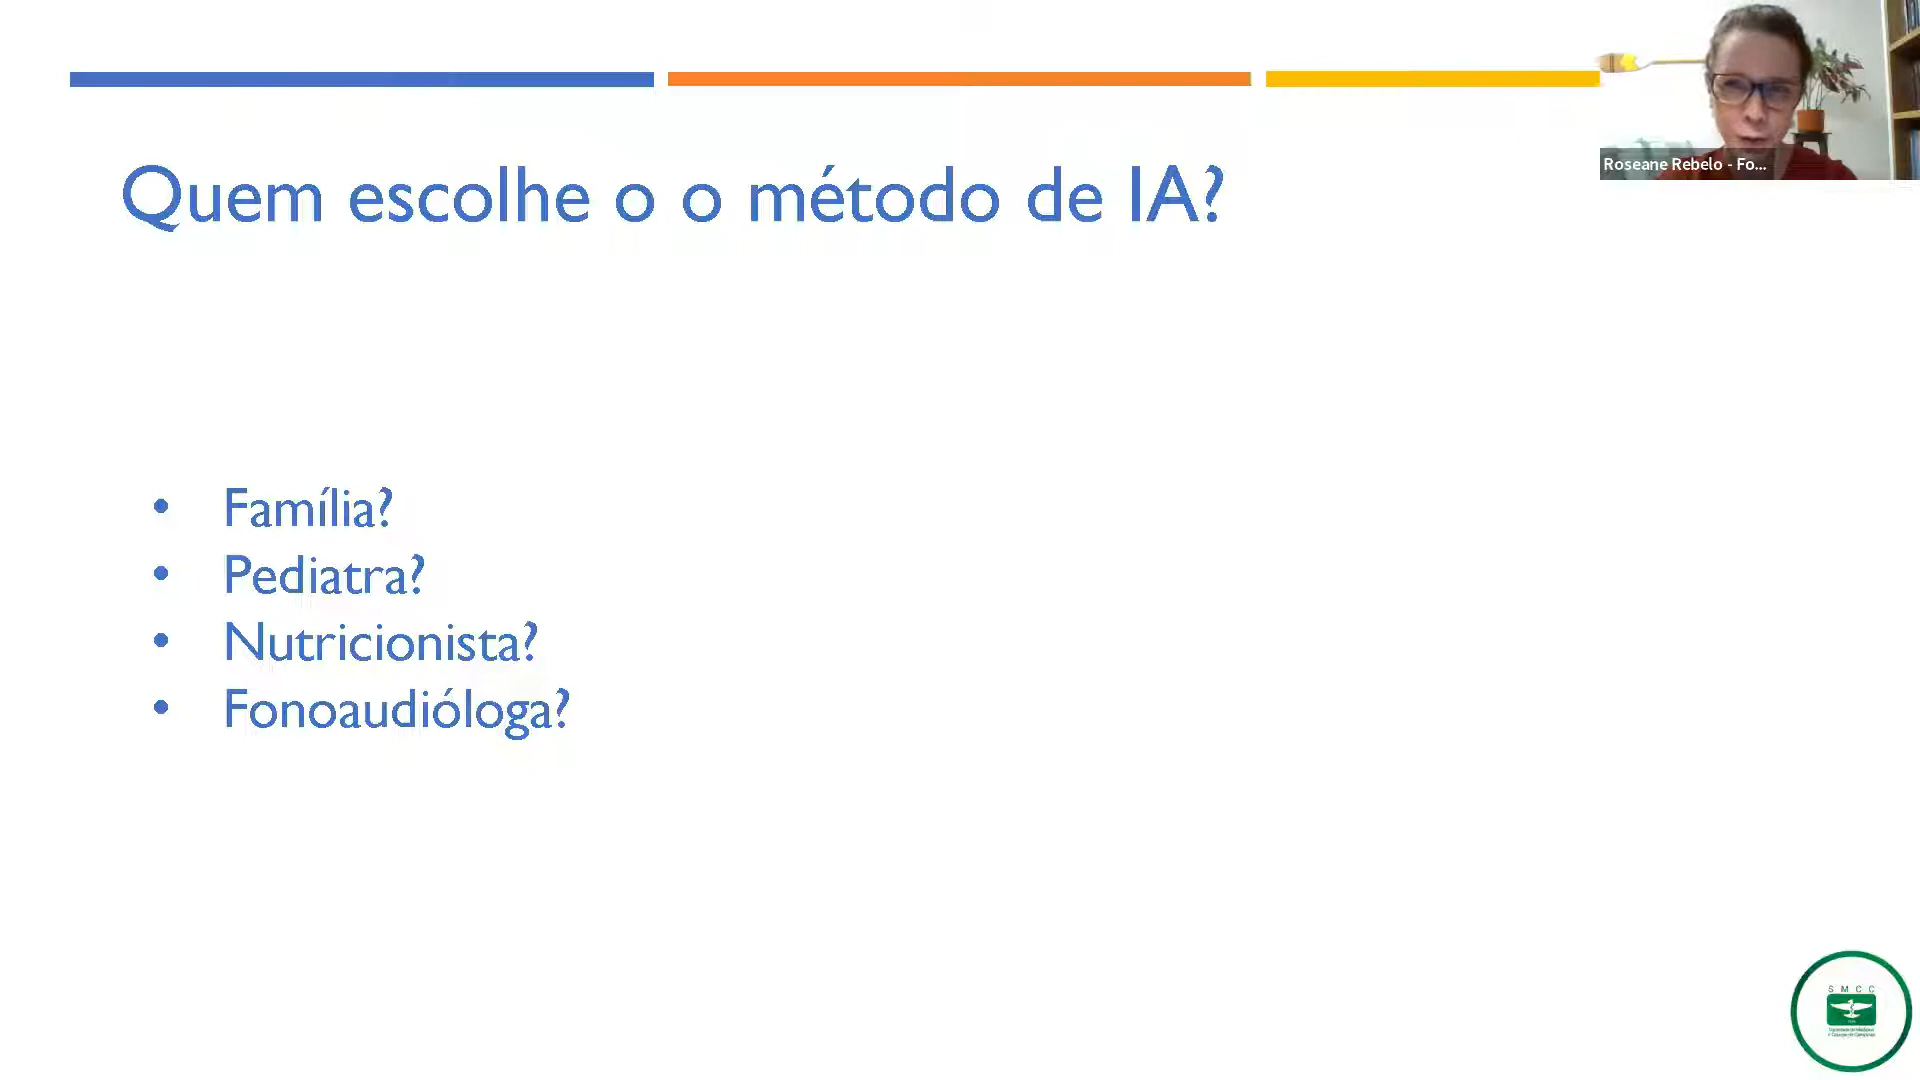 Quem escolhe o o método de IA?
Roseane Rebelo - Fo...
• Família?
• Pediatra?
• Nutricionista?
• Fonoaudióloga?
S M C C